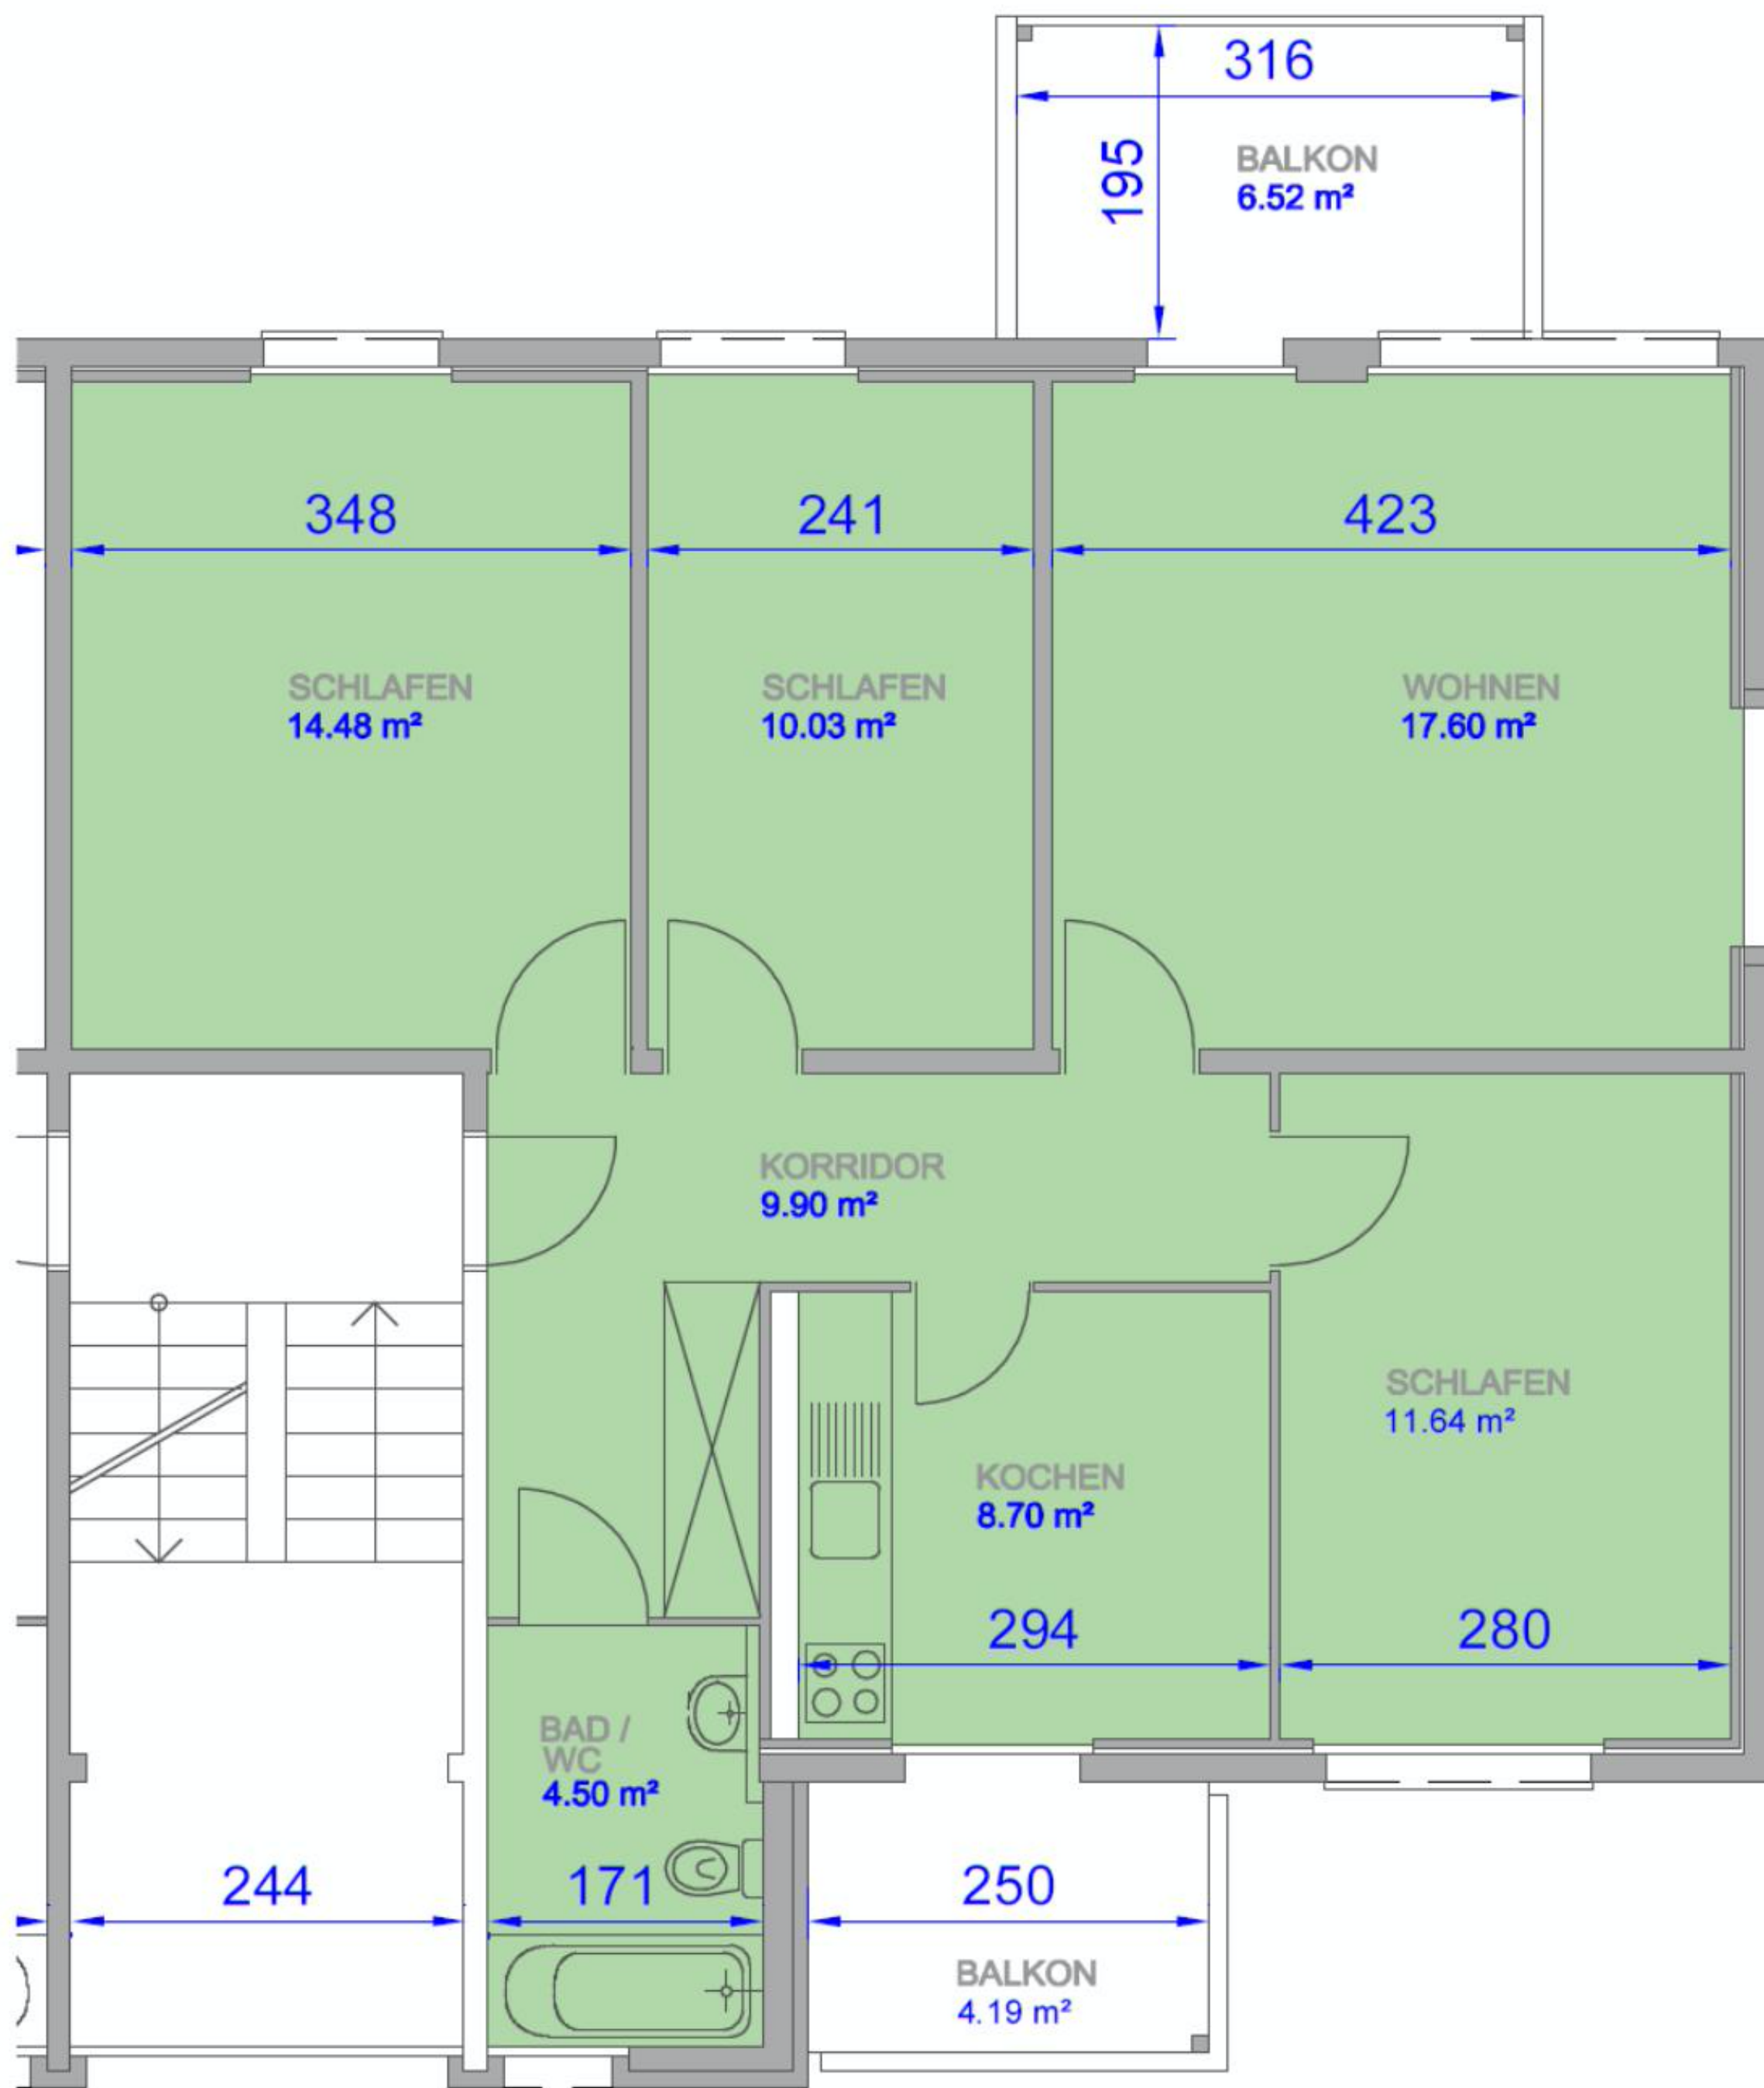 316
195
BALKON
6.52 m²
348
241
423
SCHLAFEN
14.48 m²
SCHLAFEN
10.03 m²
WOHNEN
17.60 m²
KORRIDOR
9.90 m²
SCHLAFEN
11.64 m²
KOCHEN
8.70 m²
294
280
BAD /
WC
4.50 m²
244
171
250
BALKON
4.19 m²